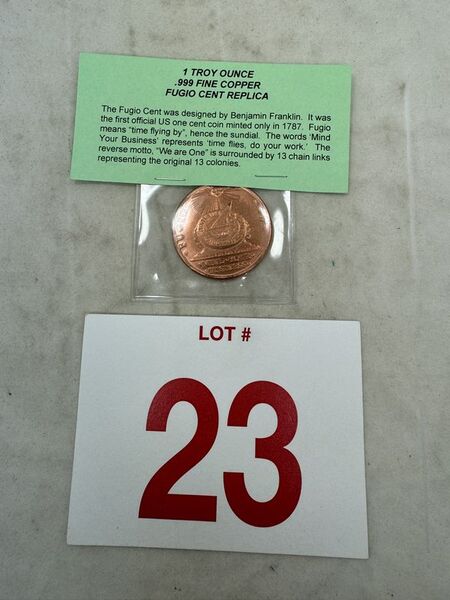 1 TROY OUNCE
.999 FINE COPPER
FUGIO CENT REPLICA
The Fugio Cent was designed by Benjamin Franklin. It was
the first official US one cent coin minted only in 1787. Fugio
means "time flying by", hence the sundial. The words 'Mind
Your Business' represents 'time flies, do your work.' The
reverse motto, "We are One" is surrounded by 13 chain links
representing the original 13 colonies.
LOT #
23